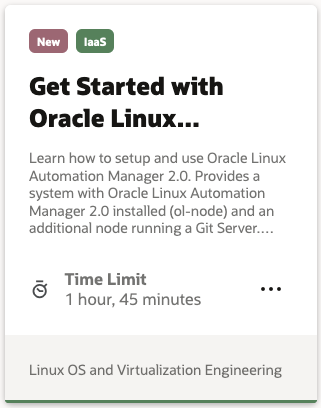 New IaaS
Get Started with
Oracle Linux...
Learn how to setup and use Oracle Linux
Automation Manager 2.0. Provides a
system with Oracle Linux Automation
Manager 2.0 installed (ol-node) and an
additional node running a Git Server....
Time Limit
1 hour, 45 minutes
Linux OS and Virtualization Engineering